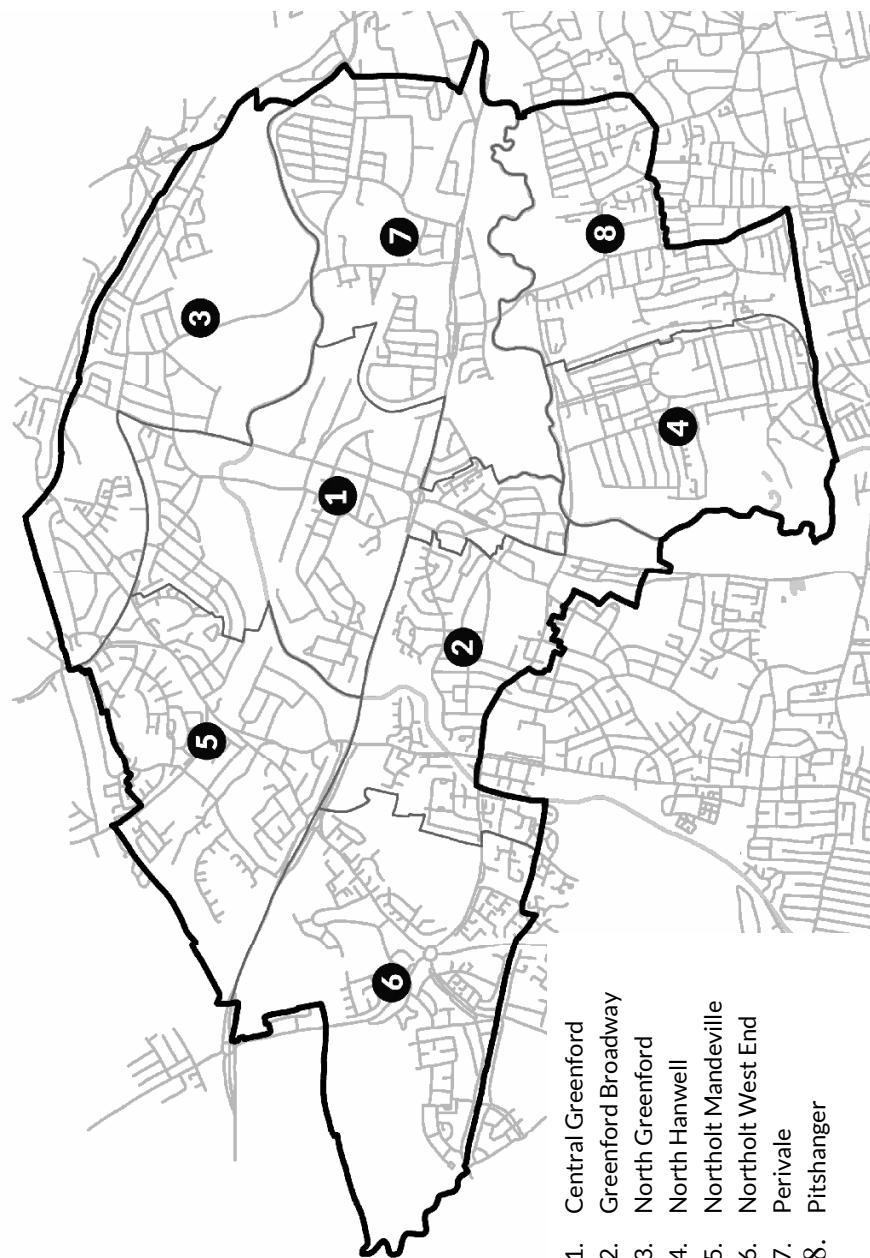 1. Central Greenford
2. Greenford Broadway
3. North Greenford
4. North Hanwell
5. Northolt Mandeville
6. Northolt West End
7. Perivale
8. Pitshanger
3
7
8
1
4
5
2
6